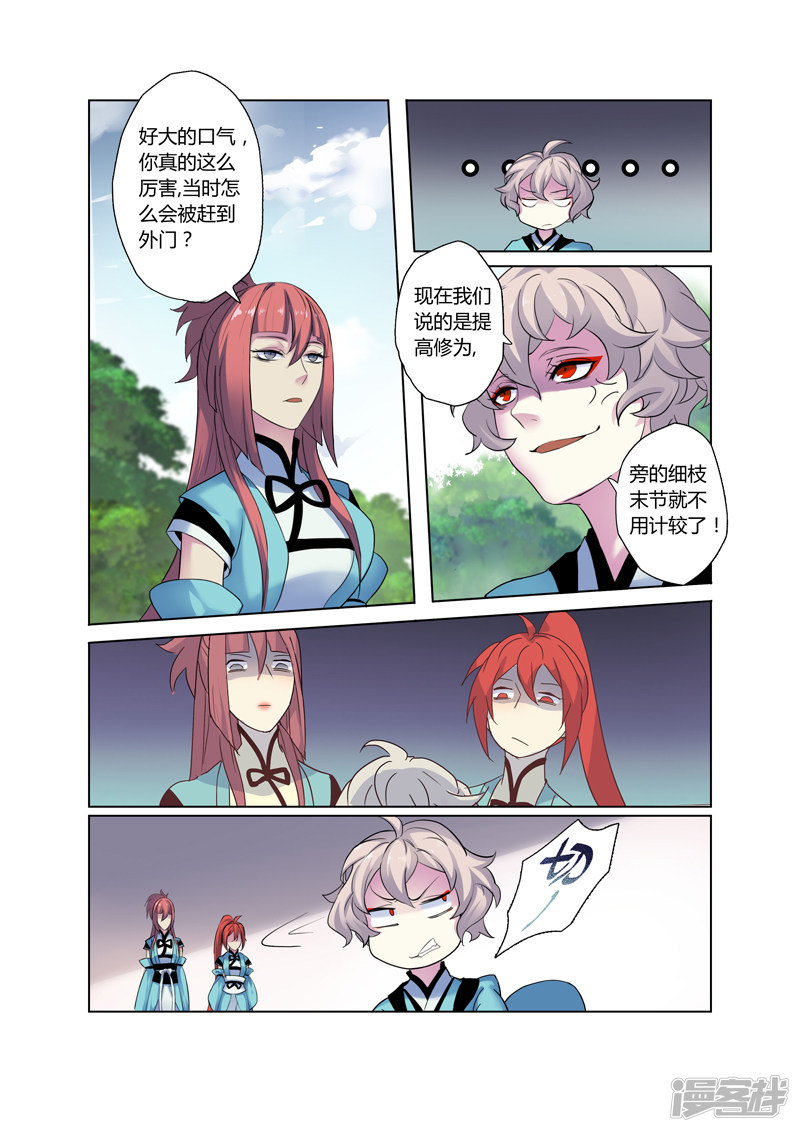 好大的口气，
你真的这么
厉害,当时怎
么会被赶到
外门？
现在我们
说的是提
高修为,
旁的细枝
末节就不
用计较了！
切
漫客栈